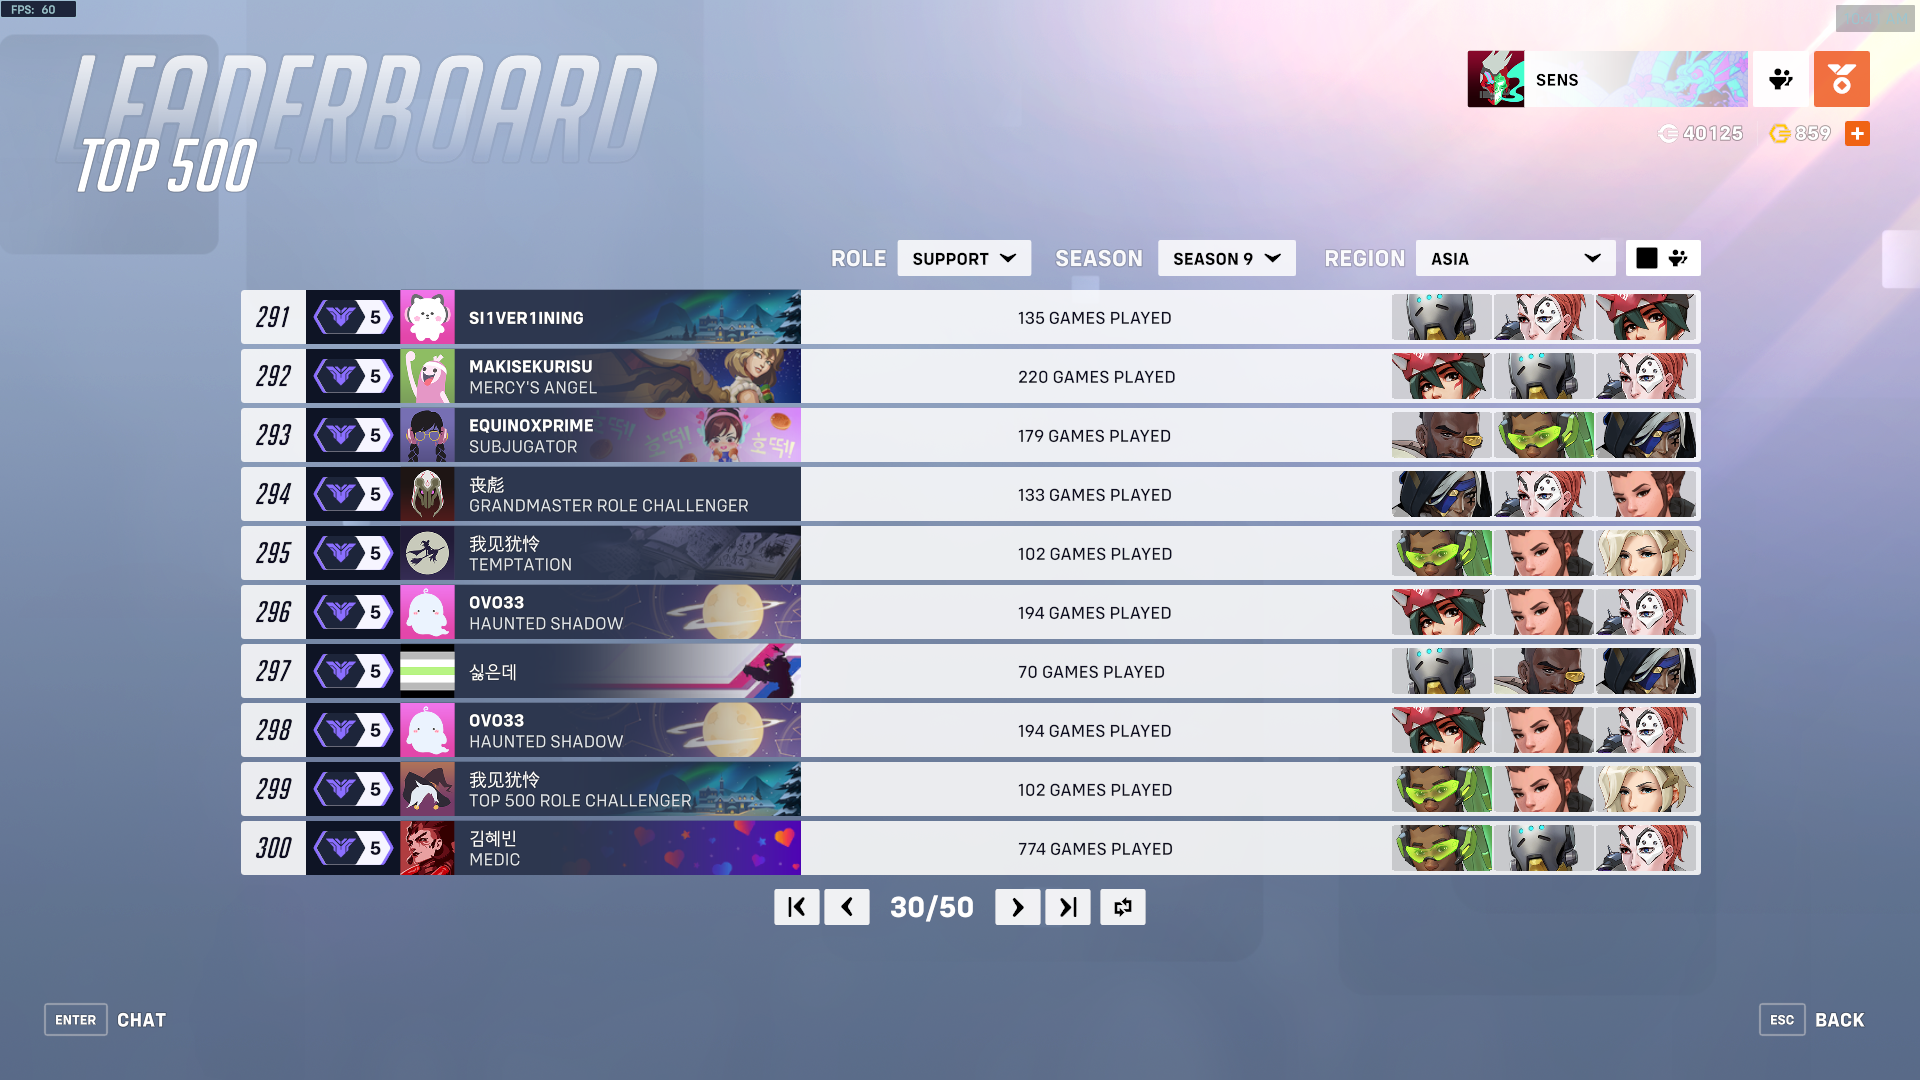 FPS: 60
LEADERBOARD
TOP 500
SENS
40125
859
ROLE SUPPORT SEASON SEASON 9 REGION ASIA
291 5 SI1VER1INING 135 GAMES PLAYED
292 5 MAKISEKURISU 220 GAMES PLAYED
MERCY'S ANGEL
293 5 EQUINOXPRIME 179 GAMES PLAYED
SUBJUGATOR
호떡!!
294 5 丧彪 133 GAMES PLAYED
GRANDMASTER ROLE CHALLENGER
295 5 我见犹怜 102 GAMES PLAYED
TEMPTATION
296 5 OVO33 194 GAMES PLAYED
HAUNTED SHADOW
297 5 싫은데 70 GAMES PLAYED
298 5 OVO33 194 GAMES PLAYED
HAUNTED SHADOW
299 5 我见犹怜 102 GAMES PLAYED
TOP 500 ROLE CHALLENGER
300 5 김혜빈 774 GAMES PLAYED
MEDIC
30/50
ENTER CHAT
ESC BACK